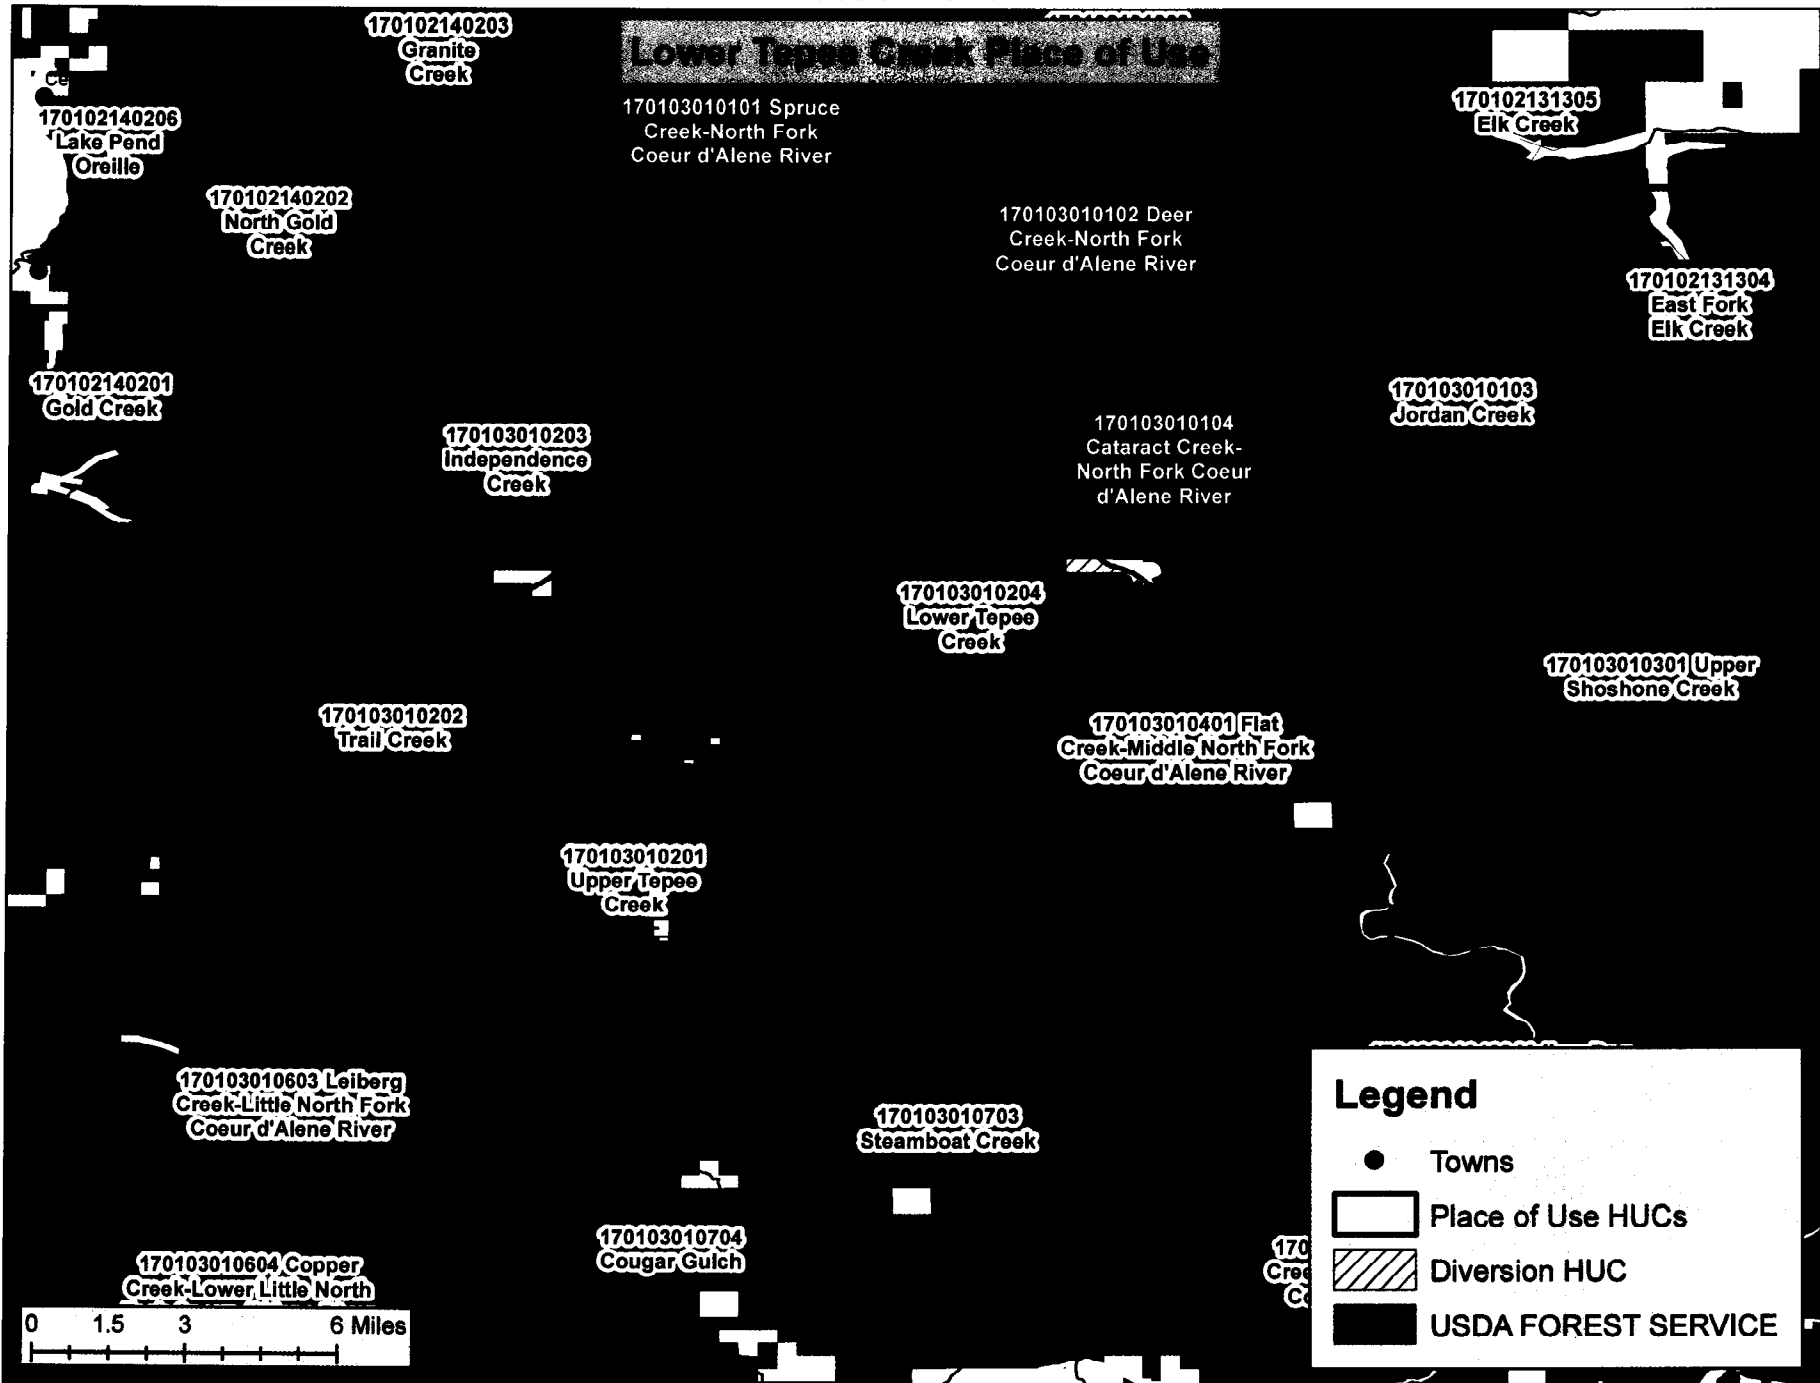 Lower Tepee Creek Place of Use
170102140203
Granite
Creek
Ce
170102140206
Lake Pend
Oreille
170103010101 Spruce
Creek-North Fork
Coeur d'Alene River
170102131305
Elk Creek
170102140202
North Gold
Creek
170103010102 Deer
Creek-North Fork
Coeur d'Alene River
170102131304
East Fork
Elk Creek
170102140201
Gold Creek
170103010103
Jordan Creek
170103010203
Independence
Creek
170103010104
Cataract Creek-
North Fork Coeur
d'Alene River
170103010204
Lower Tepee
Creek
170103010301 Upper
Shoshone Creek
170103010202
Trail Creek
170103010401 Flat
Creek-Middle North Fork
Coeur d'Alene River
170103010201
Upper Tepee
Creek
170103010603 Leiberg
Creek-Little North Fork
Coeur d'Alene River
170103010703
Steamboat Creek
170103010704
Cougar Gulch
170103010604 Copper
Creek-Lower Little North
170
Cree
Co
0 1.5 3 6 Miles
Legend
Towns
Place of Use HUCs
Diversion HUC
USDA FOREST SERVICE